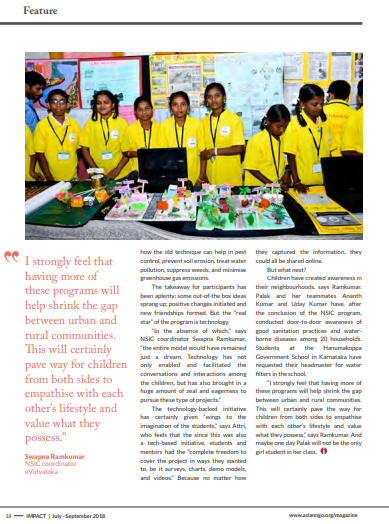 Feature
I strongly feel that
having more of
these programs will
help shrink the gap
between urban and
rural communities.
This will certainly
pave way for children
from both sides to
empathise with each
other's lifestyle and
value what they
possess."
Swapna Ramkumar
NSIC coordinator
eVidyaloka
how the old technique can help in pest
control, prevent soil erosion, treat water
pollution, suppress weeds, and minimise
greenhouse gas emissions.
The takeaway for participants has
been plenty; some out-of-the box ideas
sprang up; positive changes initiated and
new friendships formed. But the "real
star" of the program is technology.
"In the absence of which," says
NSIC coordinator Swapna Ramkumar,
"the entire model would have remained
just a dream. Technology has not
only enabled and facilitated the
conversations and interactions among
the children, but has also brought in a
huge amount of zeal and eagerness to
pursue these type of projects."
The technology-backed initiative
has certainly given "wings to the
imagination of the students," says Attri,
who feels that the since this was also
a tech-based initiative, students and
mentors had the "complete freedom to
cover the project in ways they wanted
to, be it surveys, charts, demo models,
and videos." Because no matter how
they captured the information, they
could all be shared online.
But what next?
Children have created awareness in
their neighbourhoods, says Ramkumar.
Palak and her teammates Ananth
Kumar and Uday Kumar have, after
the conclusion of the NSIC program,
conducted door-to-door awareness of
good sanitation practices and water-
borne diseases among 20 households.
Students at the Hanumakoppa
Government School in Karnataka have
requested their headmaster for water
filters in the school.
"I strongly feel that having more of
these programs will help shrink the gap
between urban and rural communities.
This will certainly pave the way for
children from both sides to empathise
with each other's lifestyle and value what
they possess," says Ramkumar. And
maybe one day Palak will not be the only
girl student in her class.
18 IMPACT | July - September 2018
www.asianngo.org/magazine